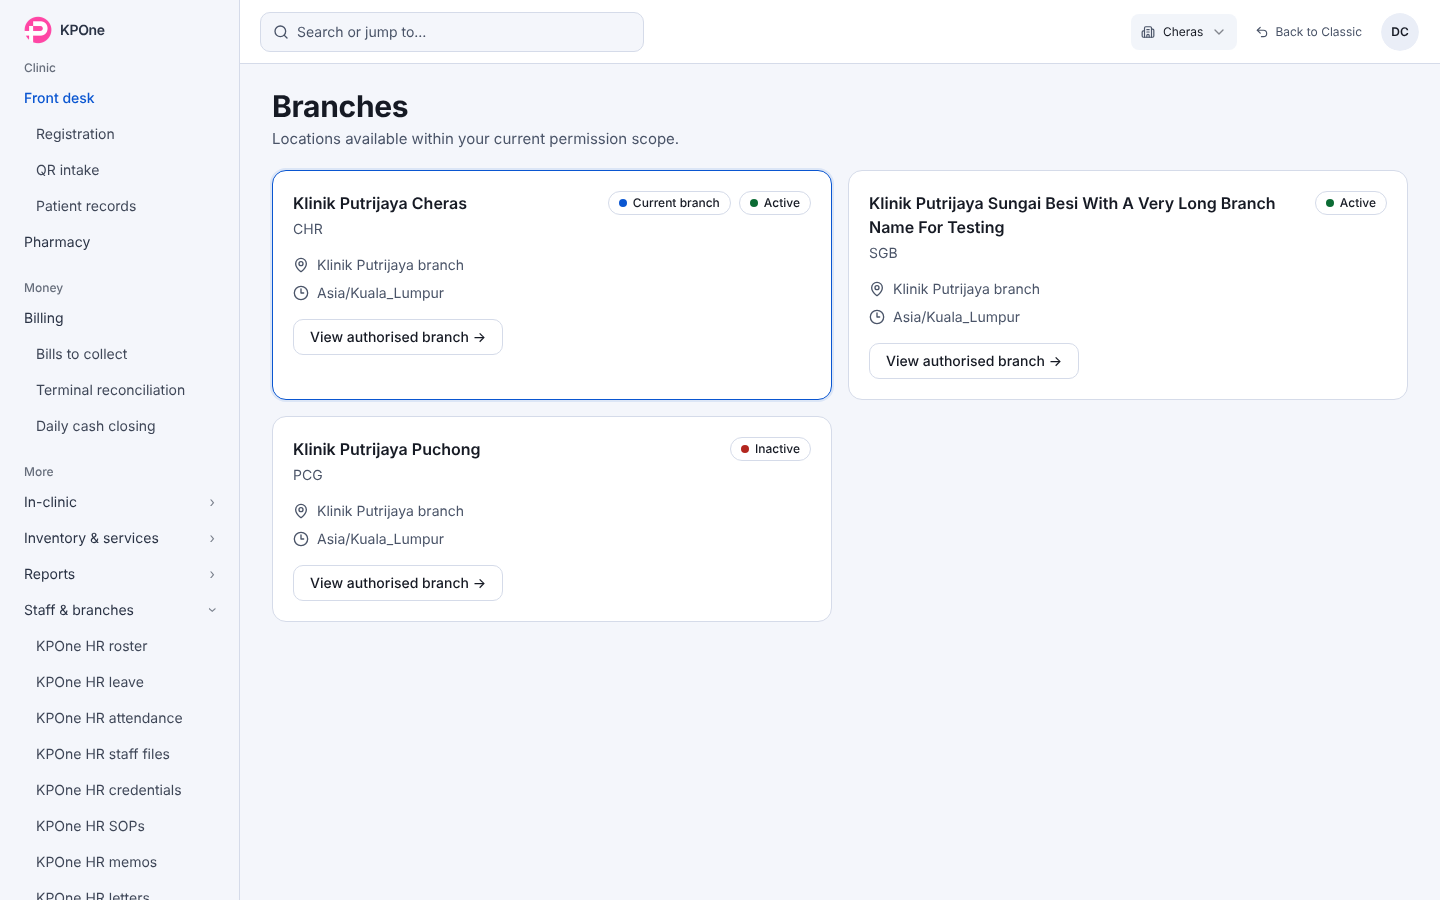 KPOne
Clinic
Front desk
Registration
QR intake
Patient records
Pharmacy
Money
Billing
Bills to collect
Terminal reconciliation
Daily cash closing
More
In-clinic
Inventory & services
Reports
Staff & branches
KPOne HR roster
KPOne HR leave
KPOne HR attendance
KPOne HR staff files
KPOne HR credentials
KPOne HR SOPs
KPOne HR memos
KPOne HR letters
Search or jump to...
Cheras
Back to Classic
DC
Branches
Locations available within your current permission scope.
Klinik Putrijaya Cheras
Current branch
Active
CHR
Klinik Putrijaya branch
Asia/Kuala_Lumpur
View authorised branch →
Klinik Putrijaya Sungai Besi With A Very Long Branch
Name For Testing
Active
SGB
Klinik Putrijaya branch
Asia/Kuala_Lumpur
View authorised branch →
Klinik Putrijaya Puchong
Inactive
PCG
Klinik Putrijaya branch
Asia/Kuala_Lumpur
View authorised branch →